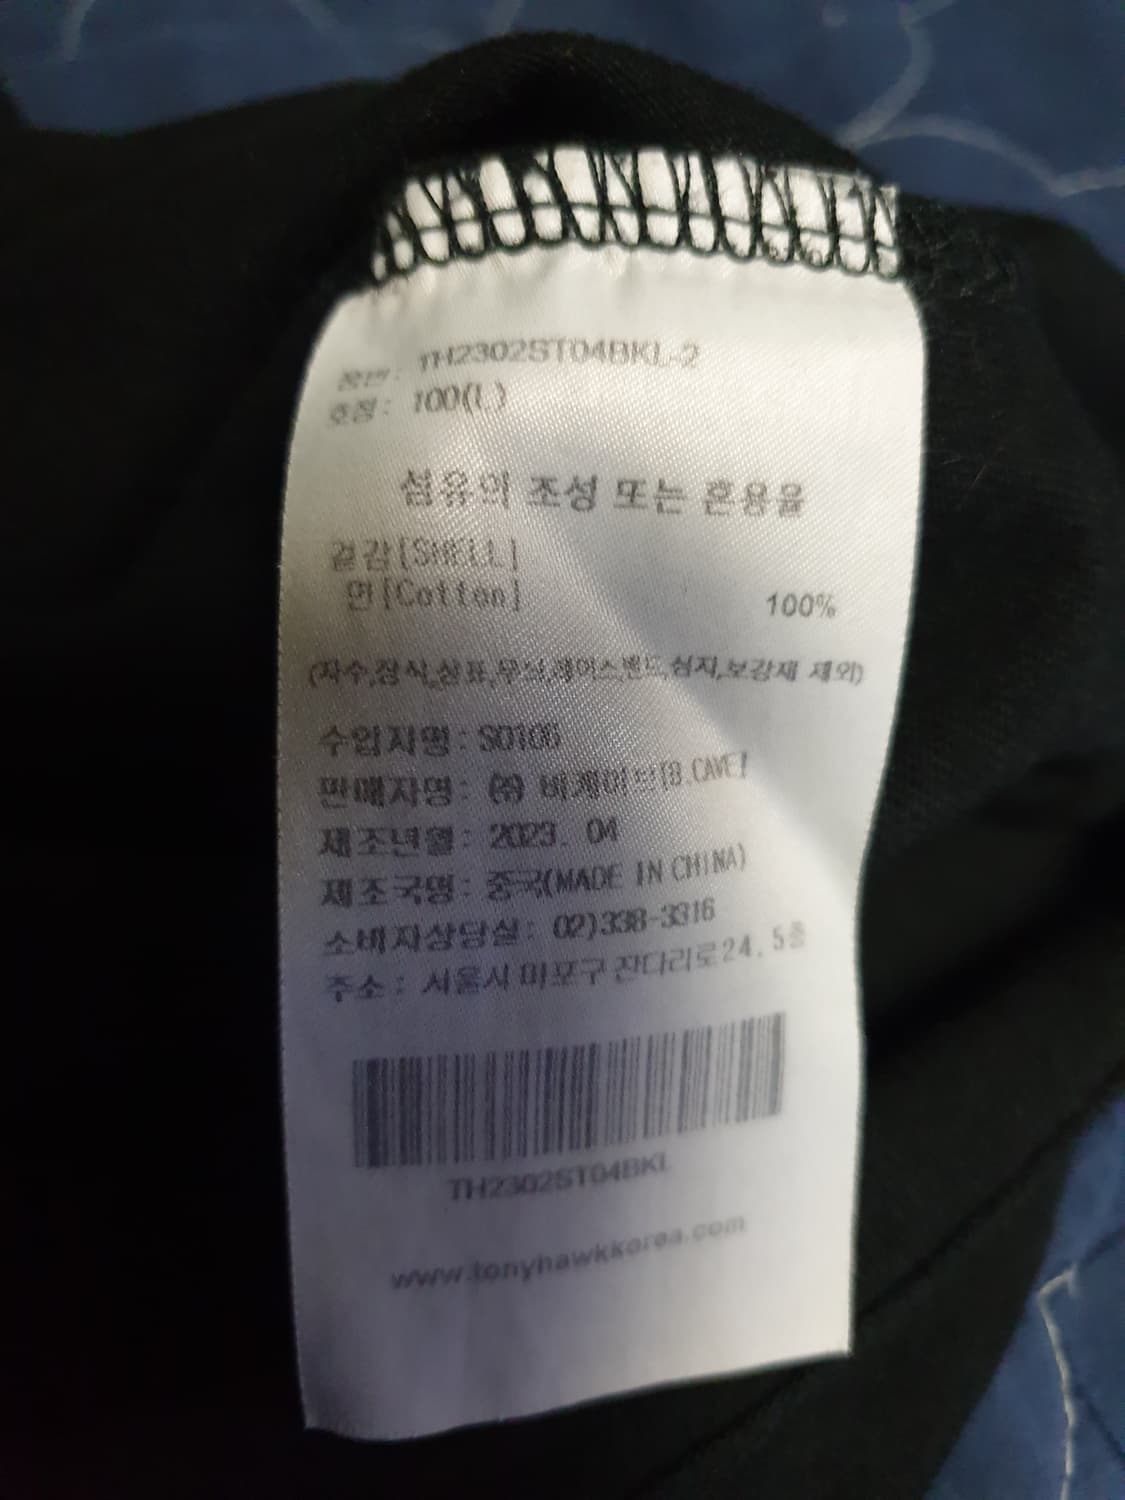 품번: TH2302ST04BKL-2
호칭: 100(L)
섬유의 조성 또는 혼용율
겉감[SHELL]
면[Cotton] 100%
(자수,장식,상표,무늬,레이스,밴드,심지,보강재 제외)
수입자명: SO106
판매자명: ㈜ 비케이브[B.CAVE]
제조년월: 2023. 04
제조국명: 중국(MADE IN CHINA)
소비자상담실: 02)338-3316
주소: 서울시 마포구 잔다리로24, 5층
TH2302ST04BKL
www.tonyhawkkorea.com